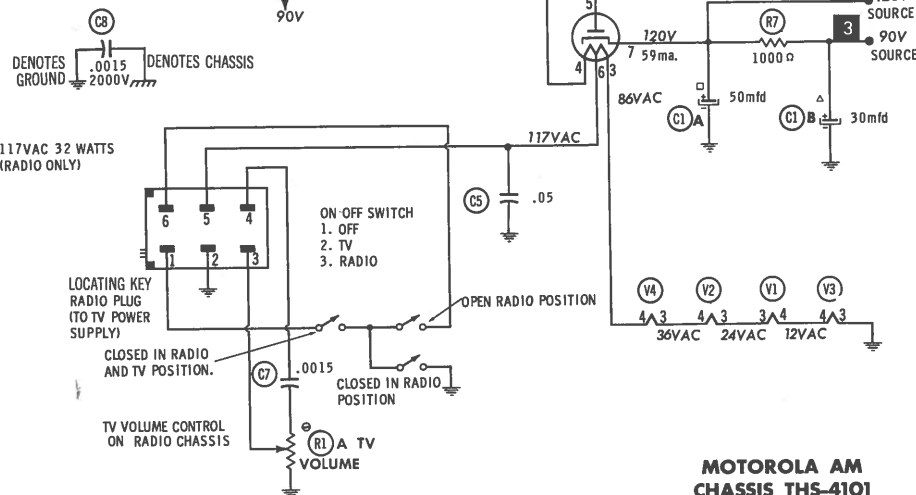 C8
90V
5
120V
59ma.
R7
1000Ω
3
SOURCE
90V
SOURCE
DENOTES GROUND
.0015
2000V
DENOTES CHASSIS
4
6
3
7
86VAC
C1 A
50mfd
C1 B
30mfd
117VAC 32 WATTS
(RADIO ONLY)
117VAC
C5
.05
6
5
4
1
2
3
ON-OFF SWITCH
1. OFF
2. TV
3. RADIO
LOCATING KEY
RADIO PLUG
(TO TV POWER
SUPPLY)
OPEN RADIO POSITION
CLOSED IN RADIO
AND TV POSITION.
V4
V2
V1
V3
4 3
4 3
3 4
4 3
36VAC
24VAC
12VAC
C7
.0015
CLOSED IN RADIO
POSITION
TV VOLUME CONTROL
ON RADIO CHASSIS
R1 A TV
VOLUME
MOTOROLA AM
CHASSIS THS-4101